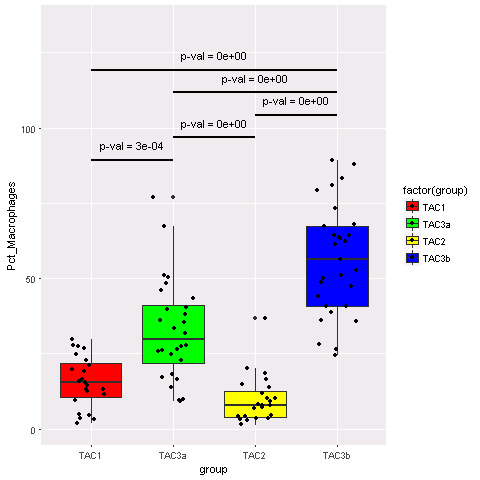 p-val = 0e+00
p-val = 0e+00
p-val = 0e+00
p-val = 0e+00
p-val = 3e-04
100
50
0
Pct_Macrophages
TAC1
TAC3a
TAC2
TAC3b
group
factor(group)
TAC1
TAC3a
TAC2
TAC3b